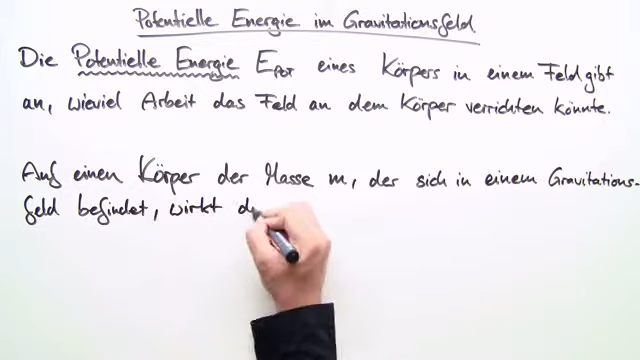 Potentielle Energie im Gravitationsfeld
Die Potentielle Energie EPOT eines Körpers in einem Feld gibt
an, wieviel Arbeit das Feld an dem Körper verrichten könnte.
Auf einen Körper der Masse m, der sich in einem Gravitations-
feld befindet, wirkt d